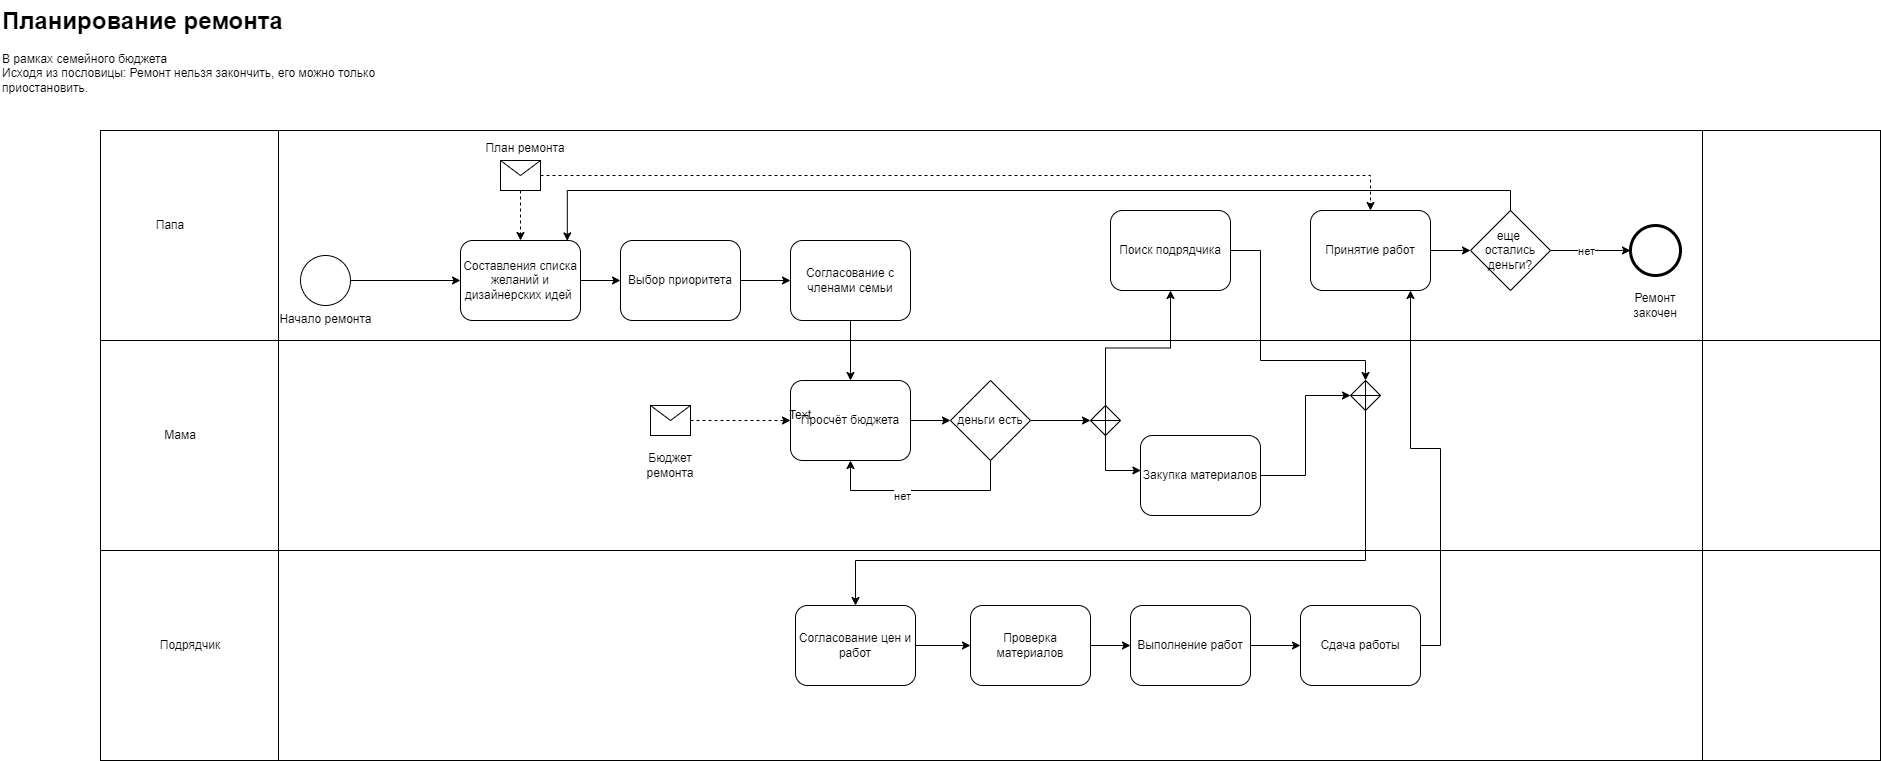 Планирование ремонта
В рамках семейного бюджета
Исходя из пословицы: Ремонт нельзя закончить, его можно только
приостановить.
План ремонта
Папа
Начало ремонта
Составления списка
желаний и
дизайнерских идей
Выбор приоритета
Согласование с
членами семьи
Поиск подрядчика
Принятие работ
еще
остались
деньги?
нет
Ремонт
закочен
Мама
Бюджет
ремонта
Text
Просчёт бюджета
деньги есть
нет
Закупка материалов
Подрядчик
Согласование цен и
работ
Проверка
материалов
Выполнение работ
Сдача работы